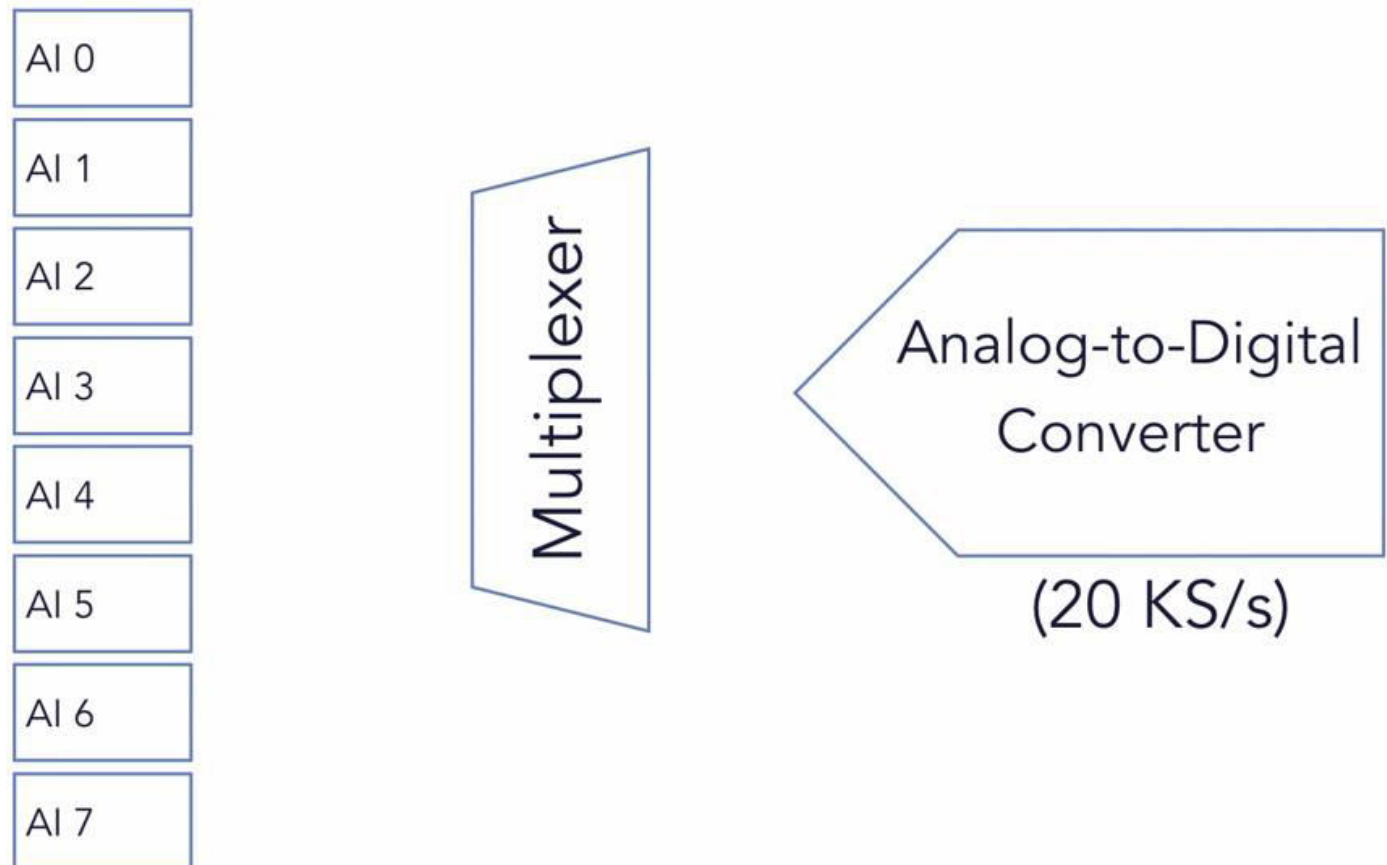 AI 0
AI 1
AI 2
AI 3
AI 4
AI 5
AI 6
AI 7
Multiplexer
Analog-to-Digital
Converter
(20 KS/s)